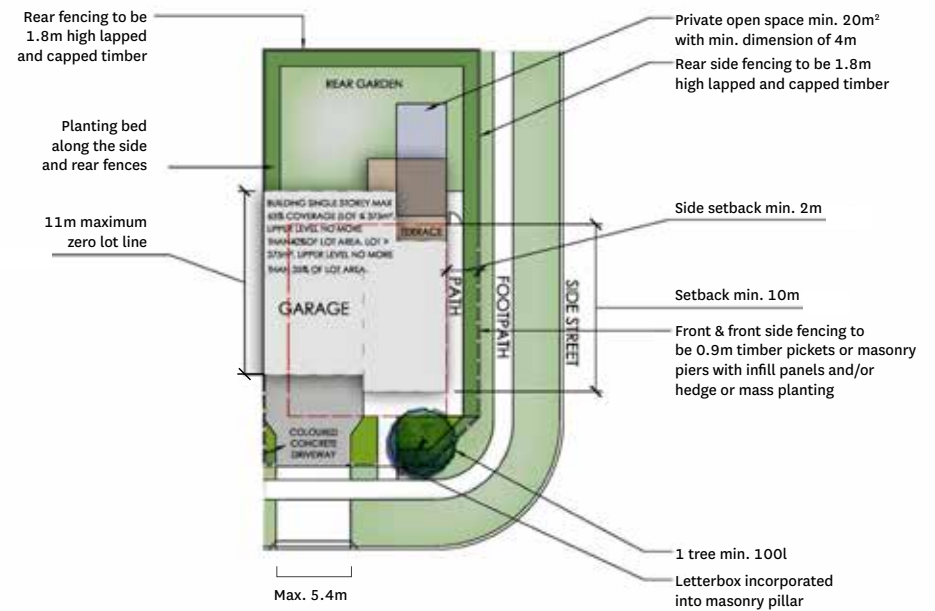 Rear fencing to be
1.8m high lapped
and capped timber
Planting bed
along the side
and rear fences
11m maximum
zero lot line
Private open space min. 20m²
with min. dimension of 4m
Rear side fencing to be 1.8m
high lapped and capped timber
Side setback min. 2m
Setback min. 10m
Front & front side fencing to
be 0.9m timber pickets or masonry
piers with infill panels and/or
hedge or mass planting
1 tree min. 100l
Letterbox incorporated
into masonry pillar
REAR GARDEN
BUILDING SINGLE STOREY MAX
65% COVERAGE (LOT ≤ 375m²,
UPPER LEVEL NO MORE
THAN OF LOT AREA. LOT >
375m², UPPER LEVEL NO MORE
THAN 35% OF LOT AREA.
TERRACE
GARAGE
PATH
FOOTPATH
SIDE STREET
COLOURED
CONCRETE
DRIVEWAY
Max. 5.4m